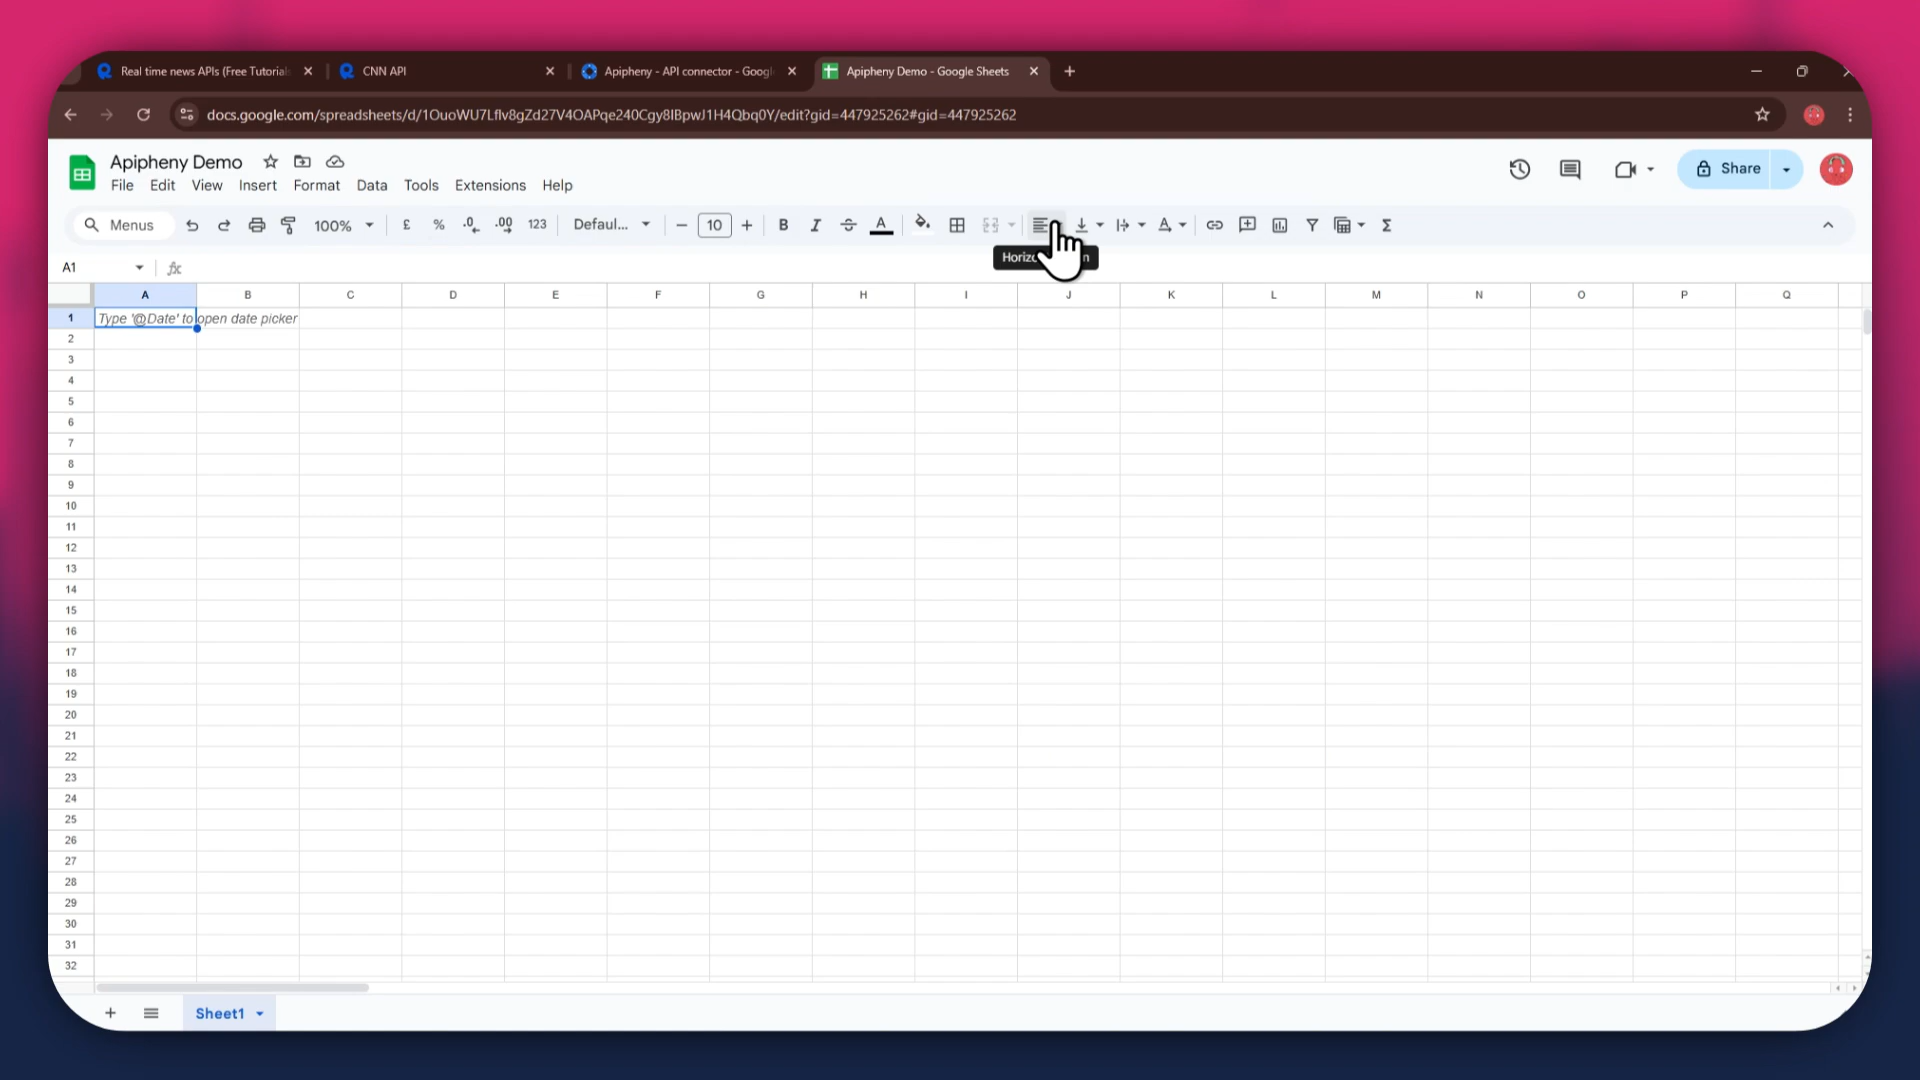 Real time news APIs (Free Tutorial
CNN API
Apipheny - API connector - Googl
Apipheny Demo - Google Sheets
docs.google.com/spreadsheets/d/1OuoWU7Lflv8gZd27V4OAPqe240Cgy8IBpwJ1H4Qbq0Y/edit?gid=447925262#gid=447925262
Apipheny Demo
File Edit View Insert Format Data Tools Extensions Help
Share
Menus 100% £ % .0 .00 123 Defaul... 10 B I A A Σ
Horizo n
A1 fx
A B C D E F G H I J K L M N O P Q
1 Type '@Date' to open date picker
2
3
4
5
6
7
8
9
10
11
12
13
14
15
16
17
18
19
20
21
22
23
24
25
26
27
28
29
30
31
32
Sheet1